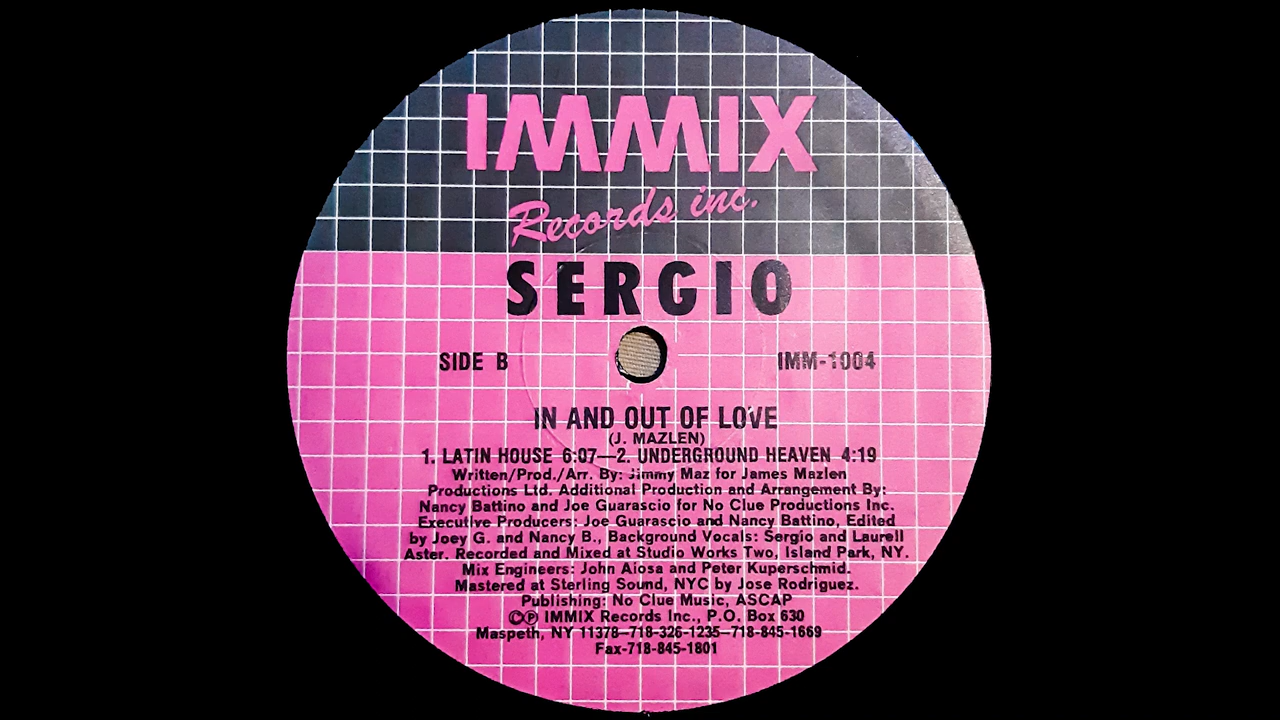 IMMIX
Records inc.
SERGIO
SIDE B
IMM-1004
IN AND OUT OF LOVE
(J. MAZLEN)
1. LATIN HOUSE 6:07—2. UNDERGROUND HEAVEN 4:19
Written/Prod./Arr. By: Jimmy Maz for James Mazlen
Productions Ltd. Additional Production and Arrangement By:
Nancy Battino and Joe Guarascio for No Clue Productions Inc.
Executive Producers: Joe Guarascio and Nancy Battino, Edited
by Joey G. and Nancy B., Background Vocals: Sergio and Laurell
Aster. Recorded and Mixed at Studio Works Two, Island Park, NY.
Mix Engineers: John Aiosa and Peter Kuperschmid.
Mastered at Sterling Sound, NYC by Jose Rodriguez.
Publishing: No Clue Music, ASCAP
©℗ IMMIX Records Inc., P.O. Box 630
Maspeth, NY 11378—718-326-1235—718-845-1669
Fax-718-845-1801